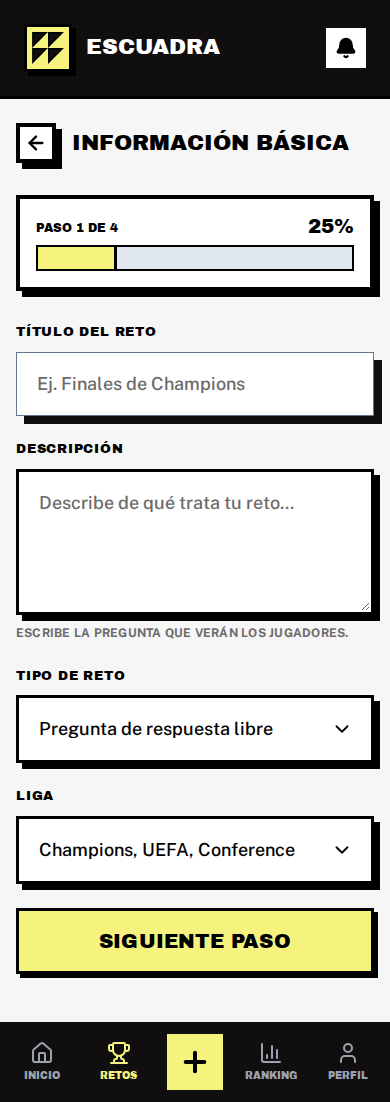 ESCUADRA
INFORMACIÓN BÁSICA
PASO 1 DE 4
25%
TÍTULO DEL RETO
Ej. Finales de Champions
DESCRIPCIÓN
Describe de qué trata tu reto...
ESCRIBE LA PREGUNTA QUE VERÁN LOS JUGADORES.
TIPO DE RETO
Pregunta de respuesta libre
LIGA
Champions, UEFA, Conference
SIGUIENTE PASO
INICIO
RETOS
RANKING
PERFIL